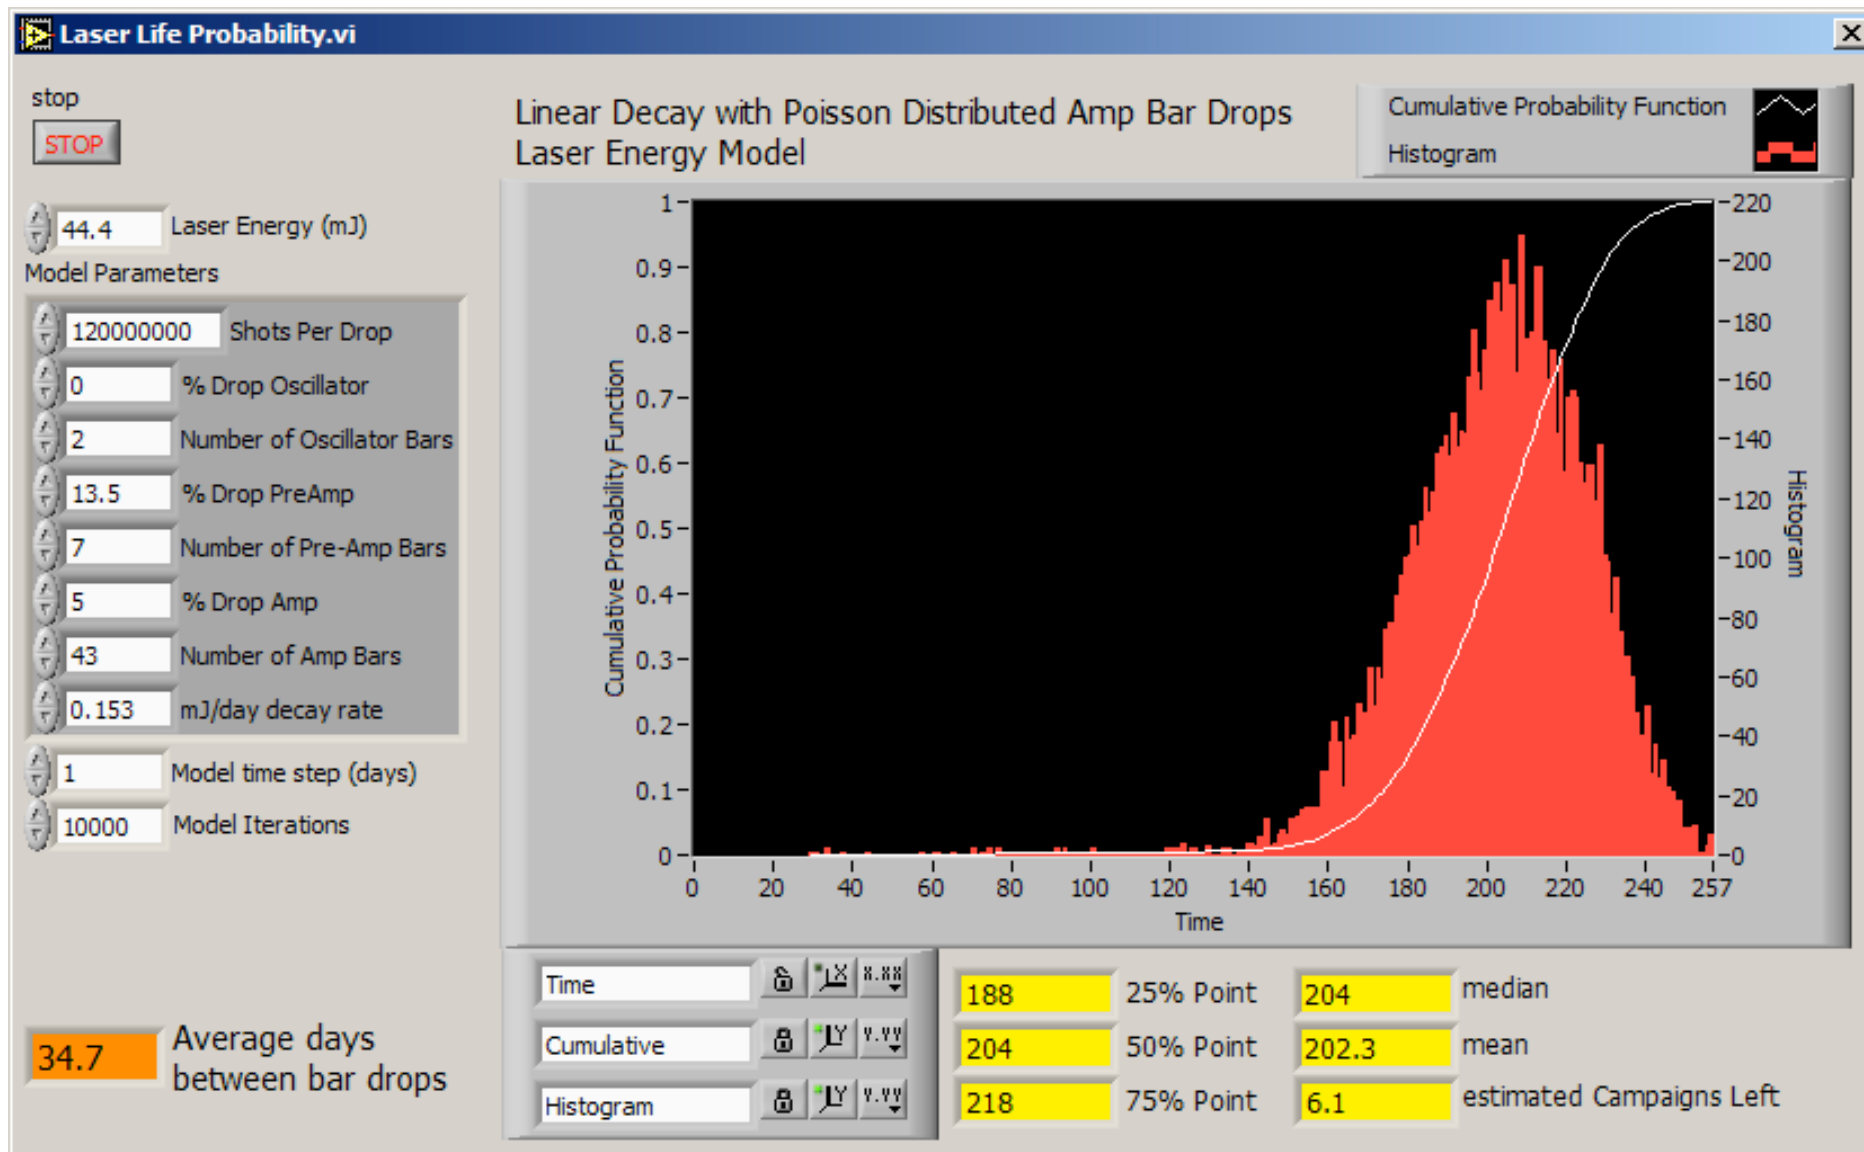 Laser Life Probability.vi
stop
STOP
44.4 Laser Energy (mJ)
Model Parameters
120000000 Shots Per Drop
0 % Drop Oscillator
2 Number of Oscillator Bars
13.5 % Drop PreAmp
7 Number of Pre-Amp Bars
5 % Drop Amp
43 Number of Amp Bars
0.153 mJ/day decay rate
1 Model time step (days)
10000 Model Iterations
34.7 Average days
between bar drops
Linear Decay with Poisson Distributed Amp Bar Drops
Laser Energy Model
Cumulative Probability Function
Histogram
Cumulative Probability Function
1
0.9
0.8
0.7
0.6
0.5
0.4
0.3
0.2
0.1
0
220
200
180
160
140
120
100
80
60
40
20
0
Histogram
0 20 40 60 80 100 120 140 160 180 200 220 240 257
Time
Time X X.XX
Cumulative Y Y.YY
Histogram Y Y.YY
188 25% Point 204 median
204 50% Point 202.3 mean
218 75% Point 6.1 estimated Campaigns Left